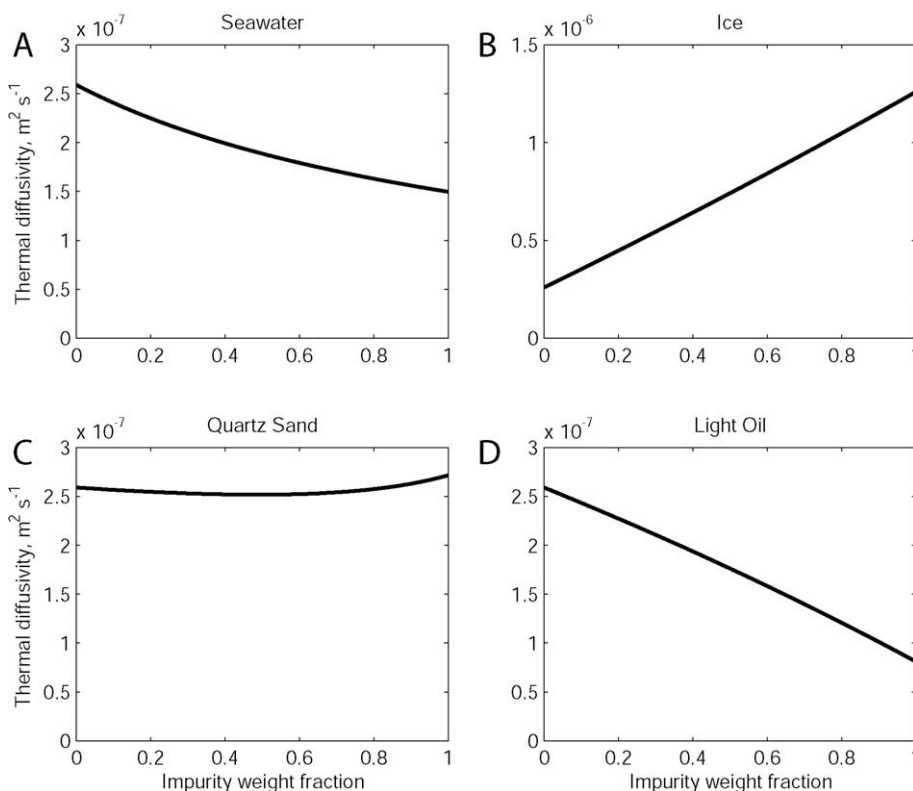 A
Seawater
x 10⁻⁷
3
2.5
2
1.5
1
0.5
0
0 0.2 0.4 0.6 0.8 1
Thermal diffusivity, m² s⁻¹
B
Ice
x 10⁻⁶
1.5
1
0.5
0
0 0.2 0.4 0.6 0.8 1
C
Quartz Sand
x 10⁻⁷
3
2.5
2
1.5
1
0.5
0
0 0.2 0.4 0.6 0.8 1
Thermal diffusivity, m² s⁻¹
Impurity weight fraction
D
Light Oil
x 10⁻⁷
3
2.5
2
1.5
1
0.5
0
0 0.2 0.4 0.6 0.8 1
Impurity weight fraction